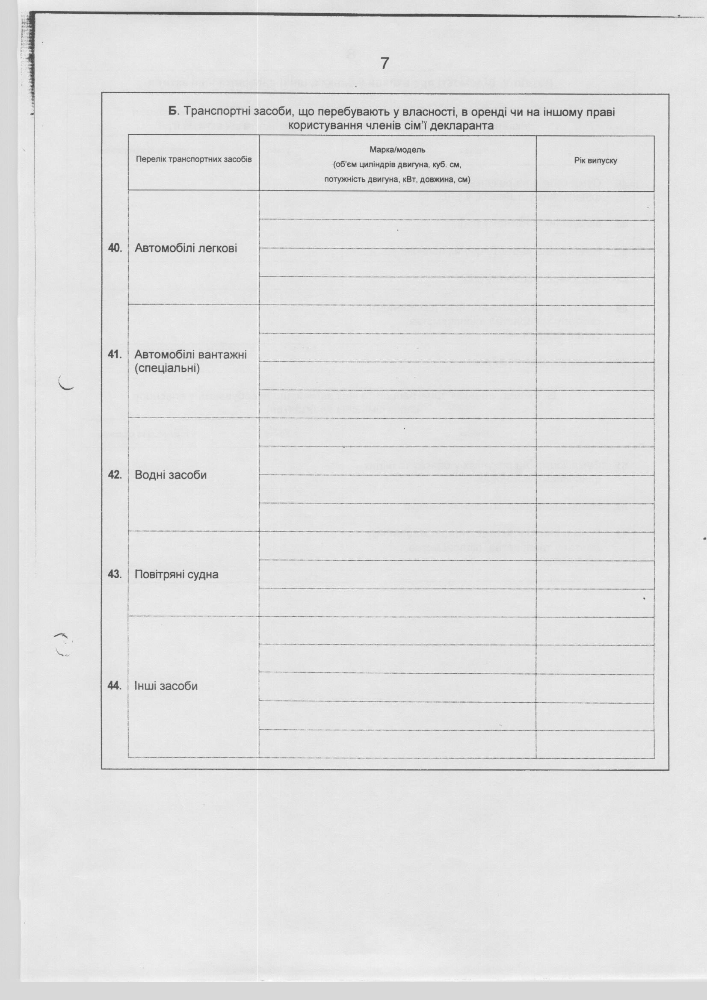 7
Б. Транспортні засоби, що перебувають у власності, в оренді чи на іншому праві
користування членів сім'ї декларанта
Перелік транспортних засобів
Марка/модель
(об'єм циліндрів двигуна, куб. см,
потужність двигуна, кВт, довжина, см)
Рік випуску
40. Автомобілі легкові
41. Автомобілі вантажні
(спеціальні)
42. Водні засоби
43. Повітряні судна
44. Інші засоби